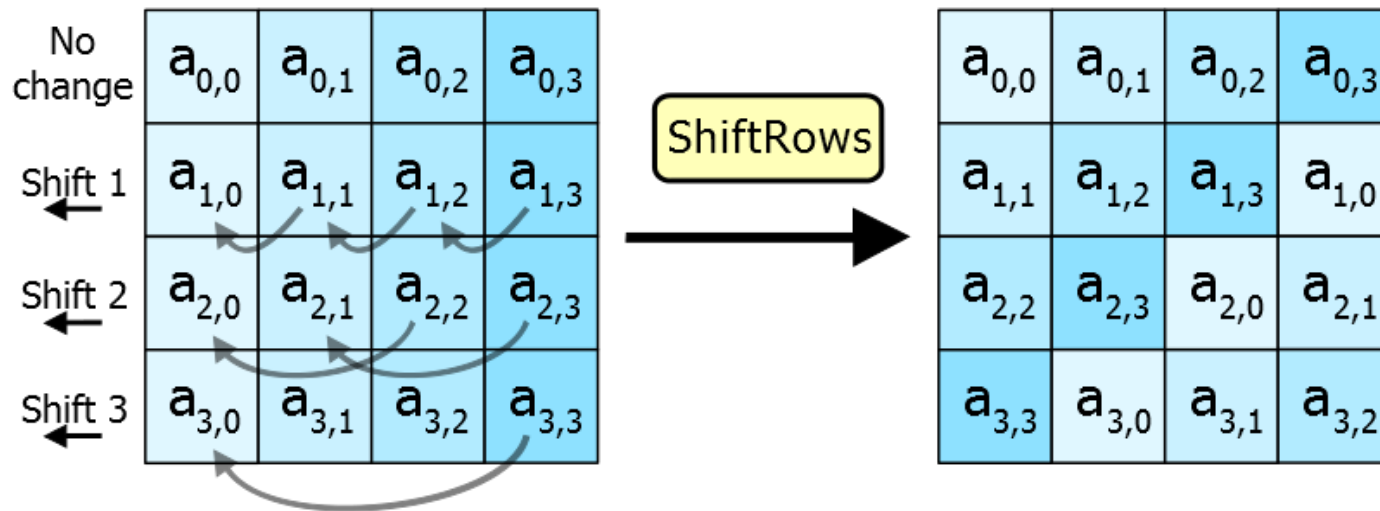 No change a0,0 a0,1 a0,2 a0,3
Shift 1 a1,0 a1,1 a1,2 a1,3
Shift 2 a2,0 a2,1 a2,2 a2,3
Shift 3 a3,0 a3,1 a3,2 a3,3
ShiftRows
a0,0 a0,1 a0,2 a0,3
a1,1 a1,2 a1,3 a1,0
a2,2 a2,3 a2,0 a2,1
a3,3 a3,0 a3,1 a3,2